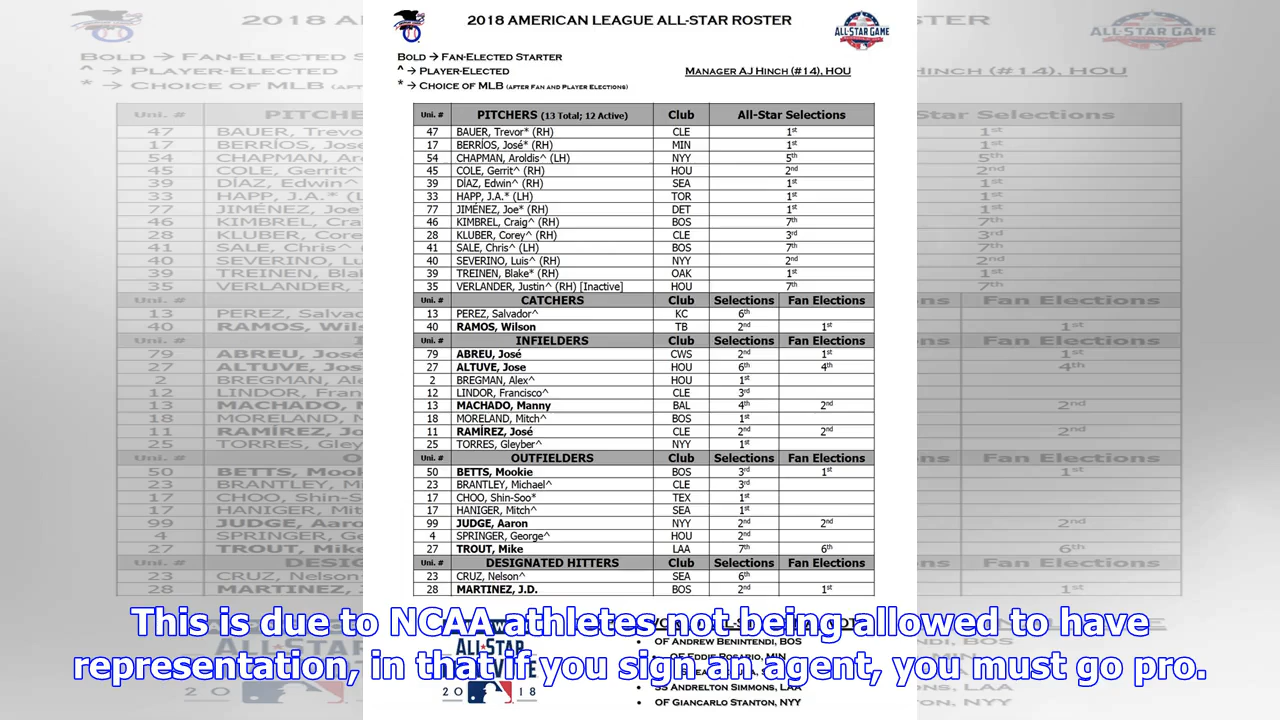 2018 AMERICAN LEAGUE ALL-STAR ROSTER
ALL-STAR GAME
BOLD → FAN-ELECTED STARTER
^ → PLAYER-ELECTED
MANAGER AJ HINCH (#14), HOU
* → CHOICE OF MLB (AFTER FAN AND PLAYER ELECTIONS)
Uni. # PITCHERS (13 Total; 12 Active) Club All-Star Selections
47 BAUER, Trevor* (RH) CLE 1st
17 BERRÍOS, José* (RH) MIN 1st
54 CHAPMAN, Aroldis^ (LH) NYY 5th
45 COLE, Gerrit^ (RH) HOU 2nd
39 DÍAZ, Edwin^ (RH) SEA 1st
33 HAPP, J.A.* (LH) TOR 1st
77 JIMÉNEZ, Joe* (RH) DET 1st
46 KIMBREL, Craig^ (RH) BOS 7th
28 KLUBER, Corey^ (RH) CLE 3rd
41 SALE, Chris^ (LH) BOS 7th
40 SEVERINO, Luis^ (RH) NYY 2nd
39 TREINEN, Blake* (RH) OAK 1st
35 VERLANDER, Justin^ (RH) [Inactive] HOU 7th
Uni. # CATCHERS Club Selections Fan Elections
13 PEREZ, Salvador^ KC 6th
40 RAMOS, Wilson TB 2nd 1st
Uni. # INFIELDERS Club Selections Fan Elections
79 ABREU, José CWS 2nd 1st
27 ALTUVE, Jose HOU 6th 4th
2 BREGMAN, Alex^ HOU 1st
12 LINDOR, Francisco^ CLE 3rd
13 MACHADO, Manny BAL 4th 2nd
18 MORELAND, Mitch^ BOS 1st
11 RAMÍREZ, José CLE 2nd 2nd
25 TORRES, Gleyber^ NYY 1st
Uni. # OUTFIELDERS Club Selections Fan Elections
50 BETTS, Mookie BOS 3rd 1st
23 BRANTLEY, Michael^ CLE 3rd
17 CHOO, Shin-Soo* TEX 1st
17 HANIGER, Mitch^ SEA 1st
99 JUDGE, Aaron NYY 2nd 2nd
4 SPRINGER, George^ HOU 2nd
27 TROUT, Mike LAA 7th 6th
Uni. # DESIGNATED HITTERS Club Selections Fan Elections
23 CRUZ, Nelson^ SEA 6th
28 MARTINEZ, J.D. BOS 2nd 1st
This is due to NCAA athletes not being allowed to have
representation, in that if you sign an agent, you must go pro.
ALL-STAR
2018
• OF ANDREW BENINTENDI, BOS
• OF EDDIE ROSARIO, MIN
• SS ANDRELTON SIMMONS, LAA
• OF GIANCARLO STANTON, NYY